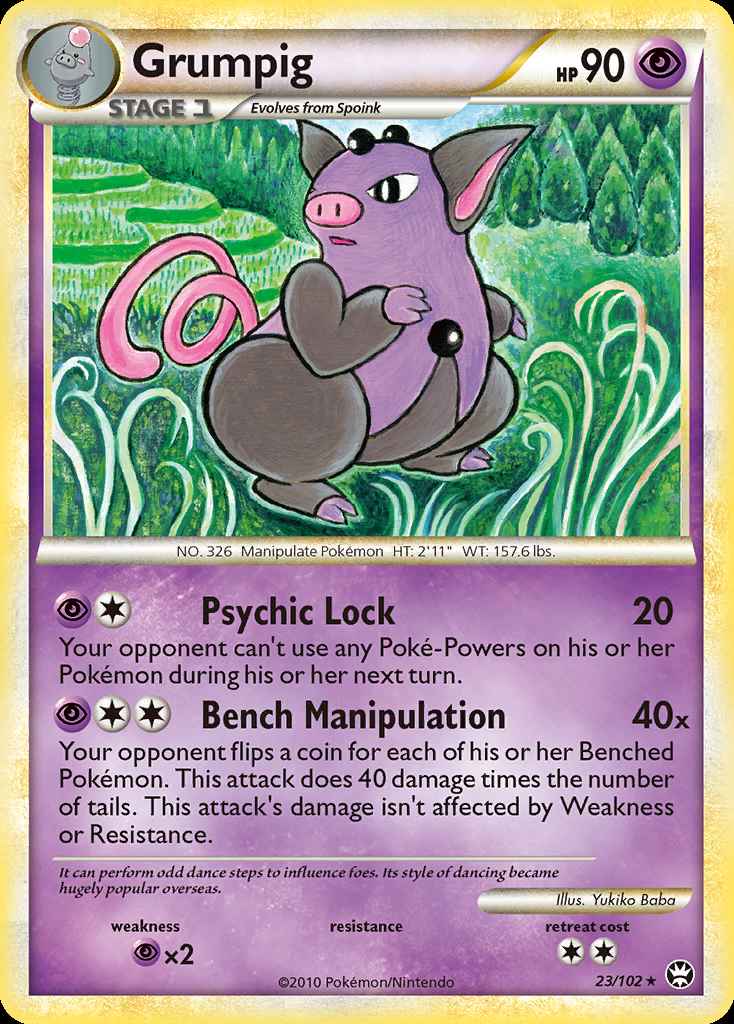 Grumpig
HP 90
STAGE 1
Evolves from Spoink
NO. 326 Manipulate Pokémon HT: 2'11" WT: 157.6 lbs.
Psychic Lock 20
Your opponent can't use any Poké-Powers on his or her
Pokémon during his or her next turn.
Bench Manipulation 40x
Your opponent flips a coin for each of his or her Benched
Pokémon. This attack does 40 damage times the number
of tails. This attack's damage isn't affected by Weakness
or Resistance.
It can perform odd dance steps to influence foes. Its style of dancing became
hugely popular overseas.
Illus. Yukiko Baba
weakness resistance retreat cost
×2
©2010 Pokémon/Nintendo 23/102 ★